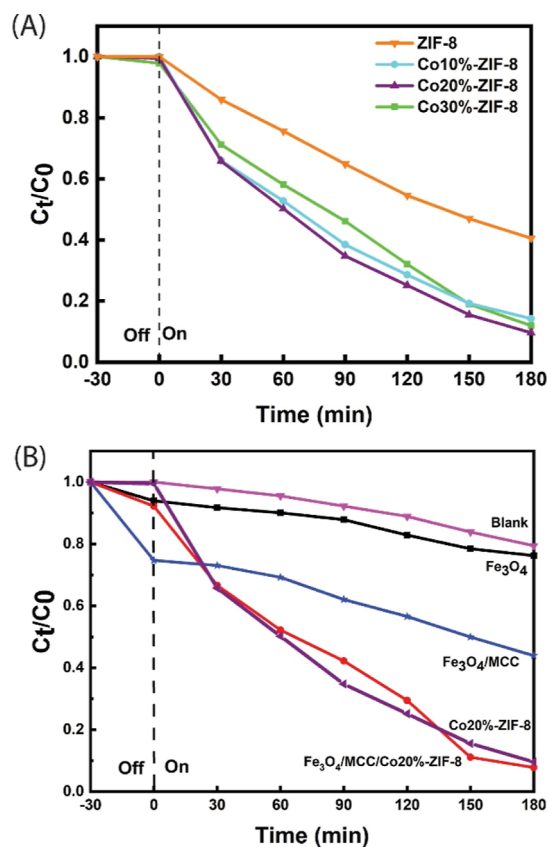 (A)
ZIF-8
Co10%-ZIF-8
Co20%-ZIF-8
Co30%-ZIF-8
Ct/C0
1.0
0.8
0.6
0.4
0.2
0.0
Off On
-30 0 30 60 90 120 150 180
Time (min)
(B)
Ct/C0
1.0
0.8
0.6
0.4
0.2
0.0
Blank
Fe3O4
Fe3O4/MCC
Co20%-ZIF-8
Fe3O4/MCC/Co20%-ZIF-8
Off On
-30 0 30 60 90 120 150 180
Time (min)